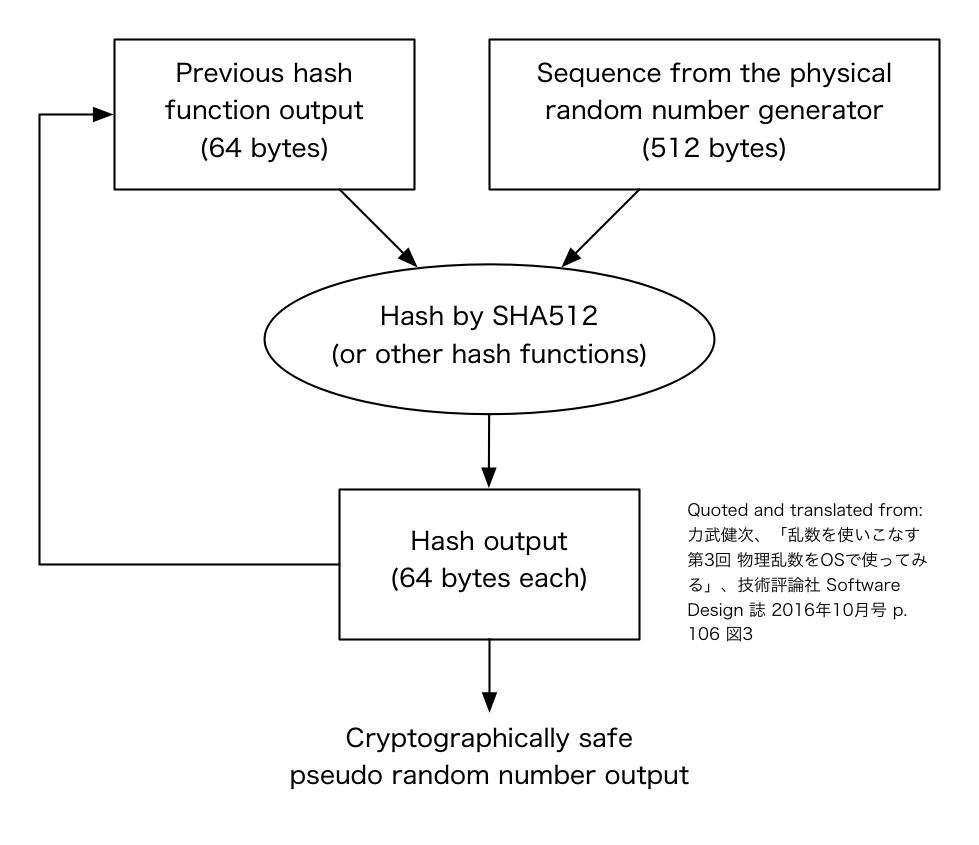 Previous hash
function output
(64 bytes)
Sequence from the physical
random number generator
(512 bytes)
Hash by SHA512
(or other hash functions)
Hash output
(64 bytes each)
Quoted and translated from:
力武健次、「乱数を使いこなす
第3回 物理乱数をOSで使ってみ
る」、技術評論社 Software
Design 誌 2016年10月号 p.
106 図3
Cryptographically safe
pseudo random number output